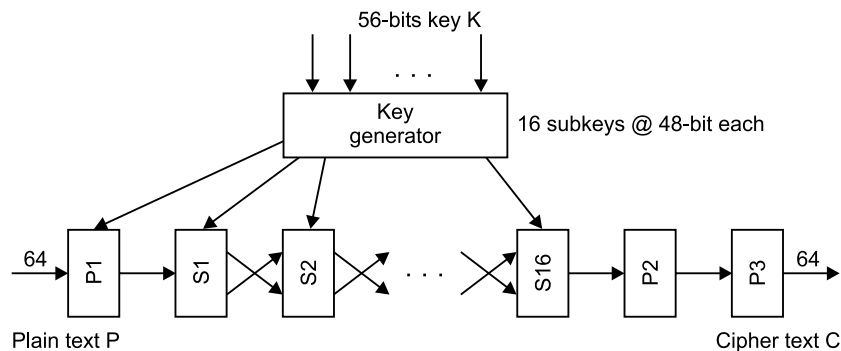 56-bits key K
. . .
Key
generator
16 subkeys @ 48-bit each
64
P1
S1
S2
. . .
S16
P2
P3
64
Plain text P
Cipher text C